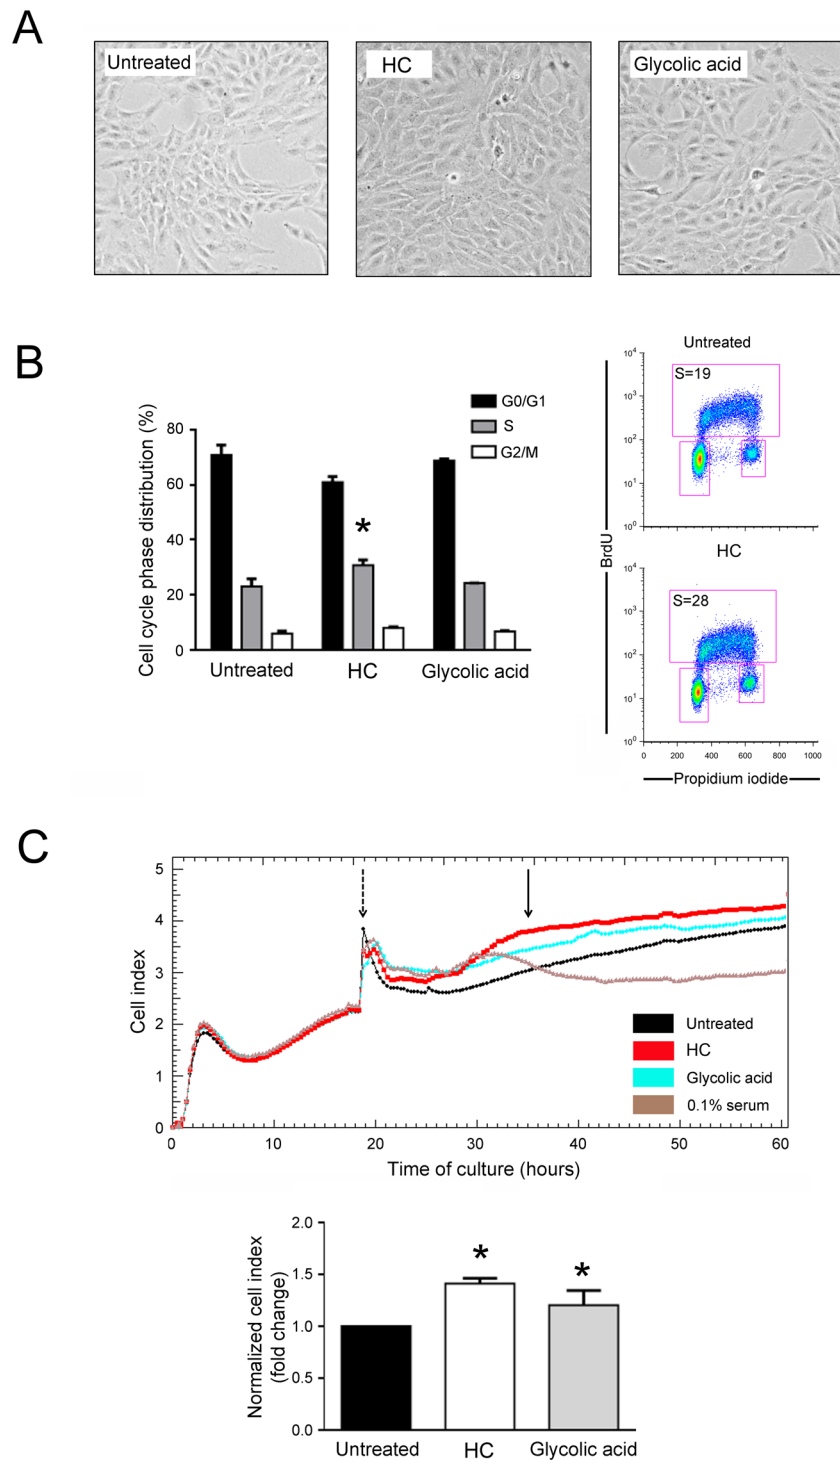 A
Untreated
HC
Glycolic acid
B
Cell cycle phase distribution (%)
80
60
40
20
0
G0/G1
S
G2/M
*
Untreated
HC
Glycolic acid
Untreated
S=19
10⁴
10³
10²
10¹
10⁰
BrdU
HC
S=28
10⁴
10³
10²
10¹
10⁰
0
200
400
600
800
1000
Propidium iodide
C
Cell index
5
4
3
2
1
0
Untreated
HC
Glycolic acid
0.1% serum
0
20
30
40
50
60
Time of culture (hours)
Normalized cell index
(fold change)
2.0
1.5
1.0
0.5
0.0
*
*
Untreated
HC
Glycolic acid